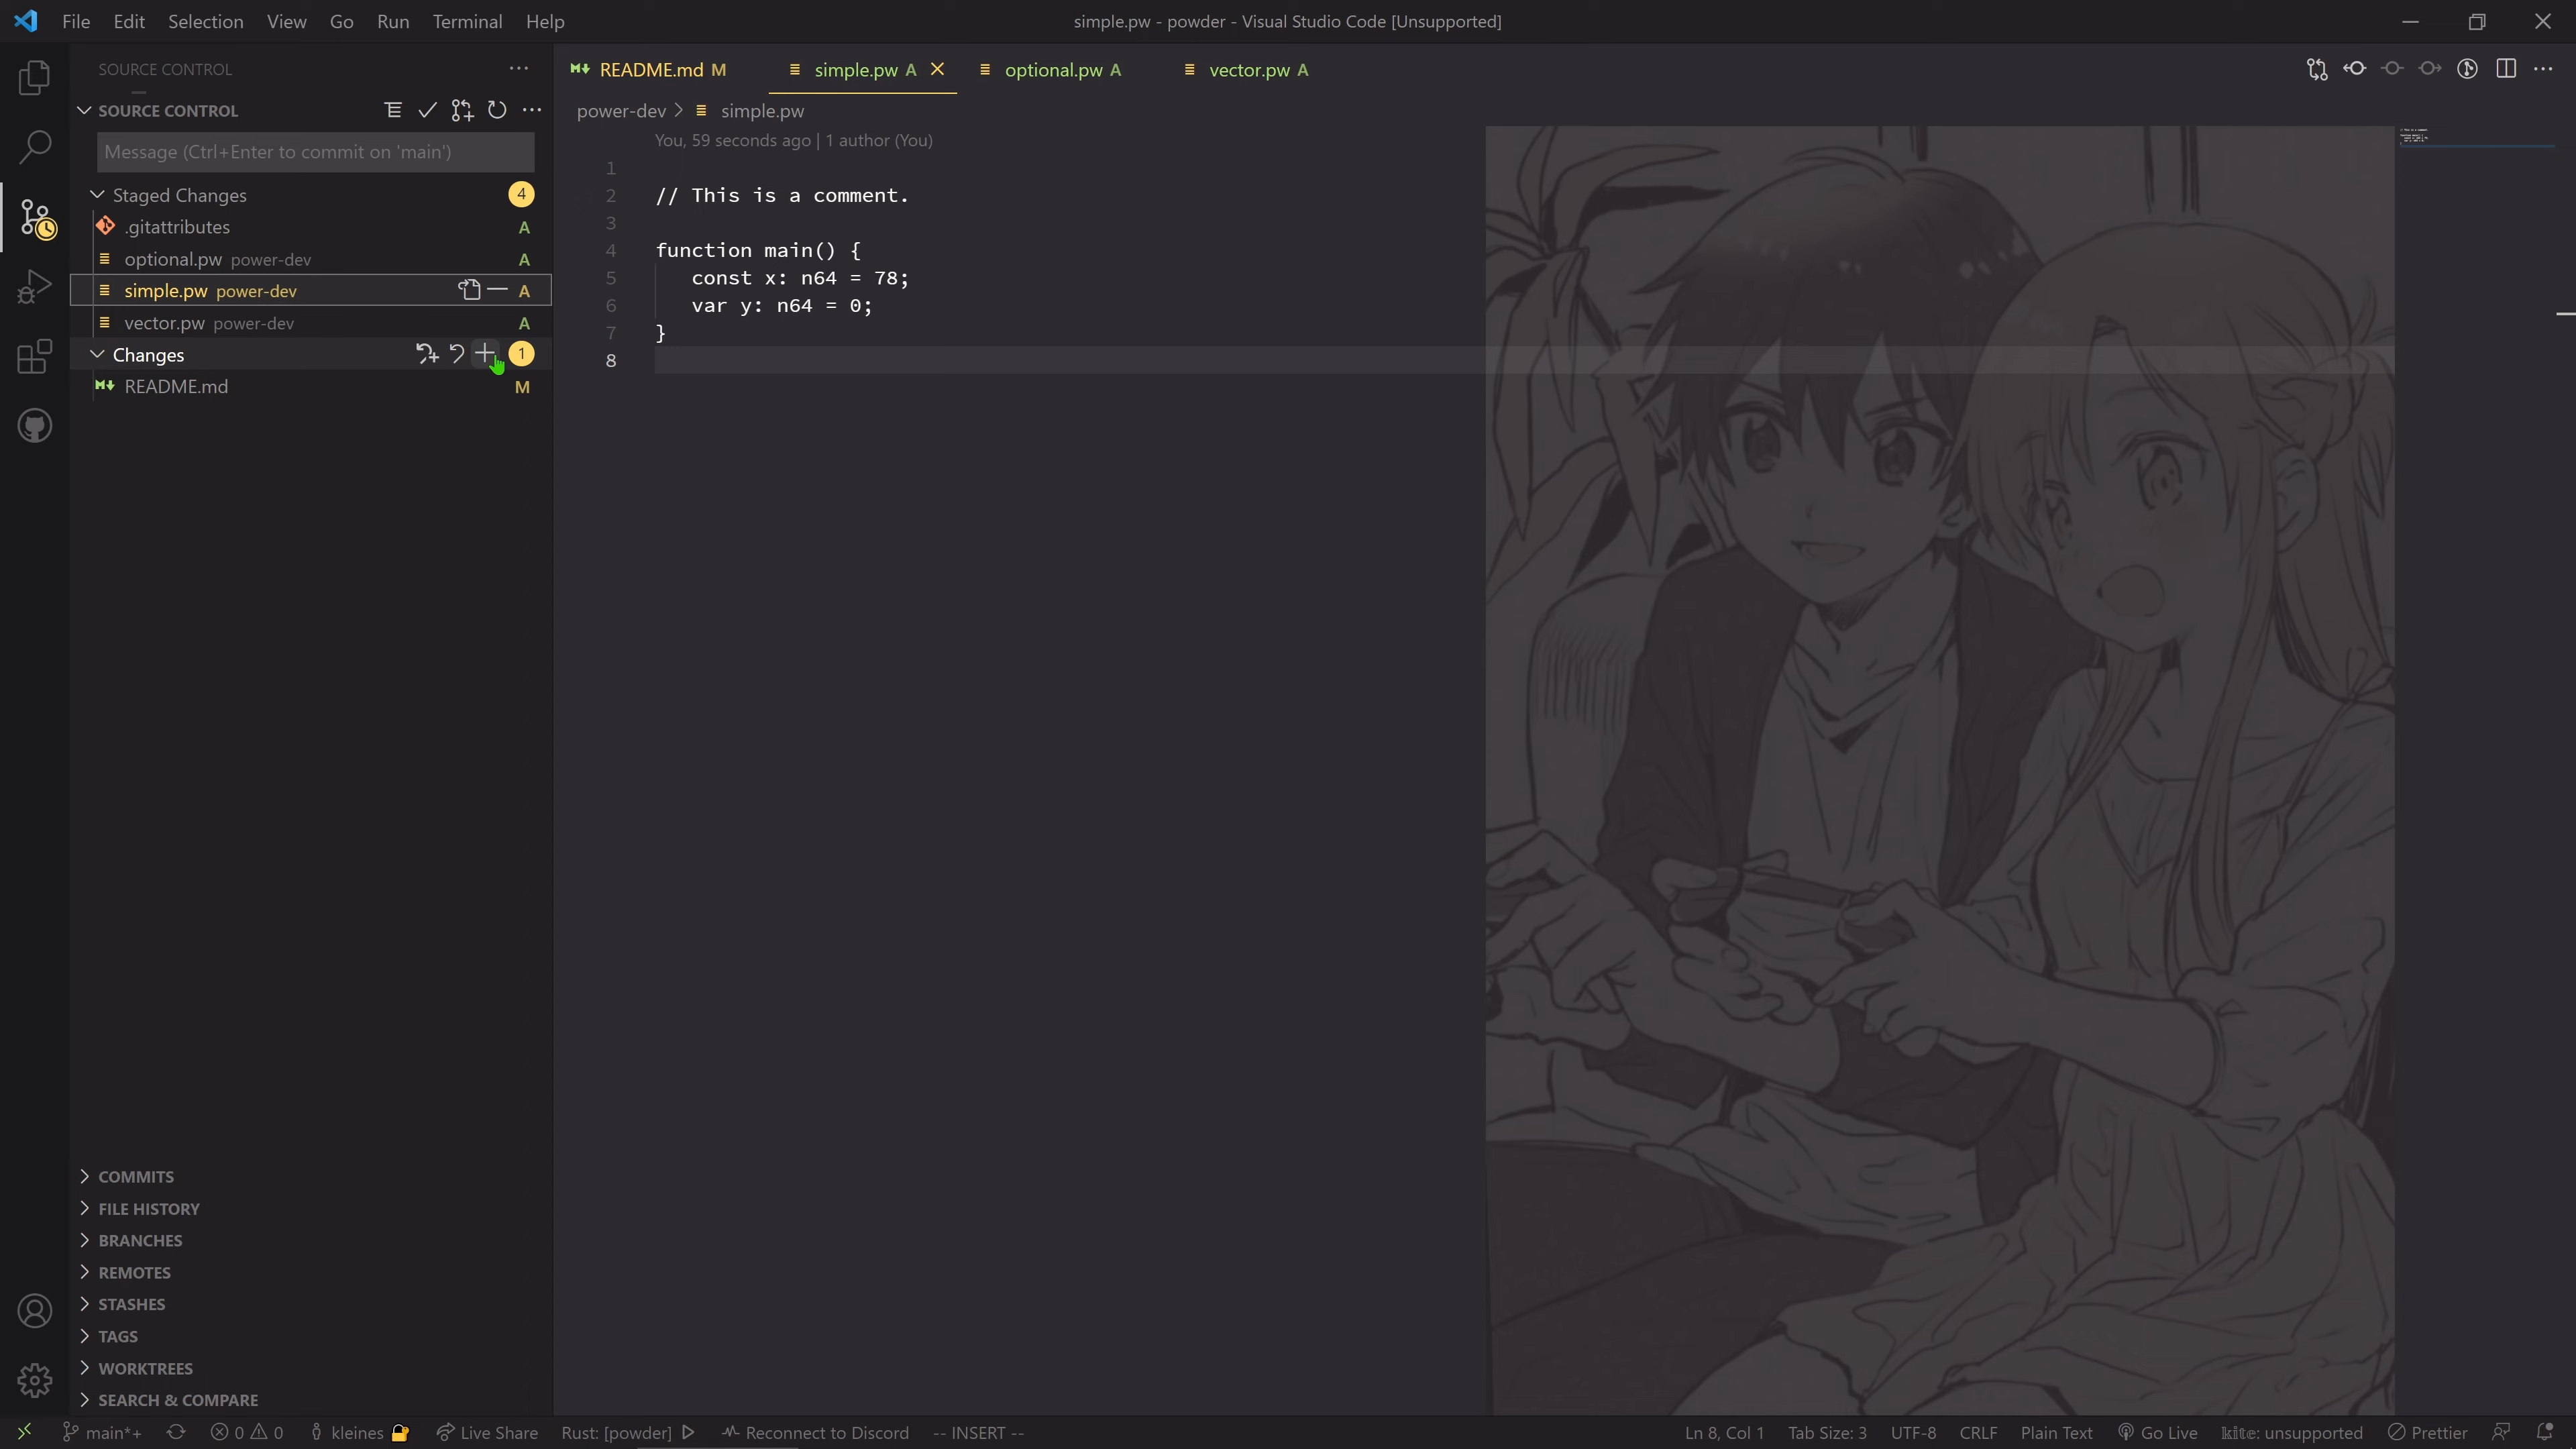 File Edit Selection View Go Run Terminal Help
simple.pw - powder - Visual Studio Code [Unsupported]
SOURCE CONTROL
SOURCE CONTROL
Message (Ctrl+Enter to commit on 'main')
Staged Changes 4
.gitattributes A
optional.pw power-dev A
simple.pw power-dev A
vector.pw power-dev A
Changes 1
README.md M
COMMITS
FILE HISTORY
BRANCHES
REMOTES
STASHES
TAGS
WORKTREES
SEARCH & COMPARE
README.md M simple.pw A optional.pw A vector.pw A
power-dev > simple.pw
You, 59 seconds ago | 1 author (You)
1
2 // This is a comment.
3
4 function main() {
5 const x: n64 = 78;
6 var y: n64 = 0;
7 }
8
main*+ 0 0 kleines Live Share Rust: [powder] Reconnect to Discord -- INSERT --
Ln 8, Col 1 Tab Size: 3 UTF-8 CRLF Plain Text Go Live kite: unsupported Prettier